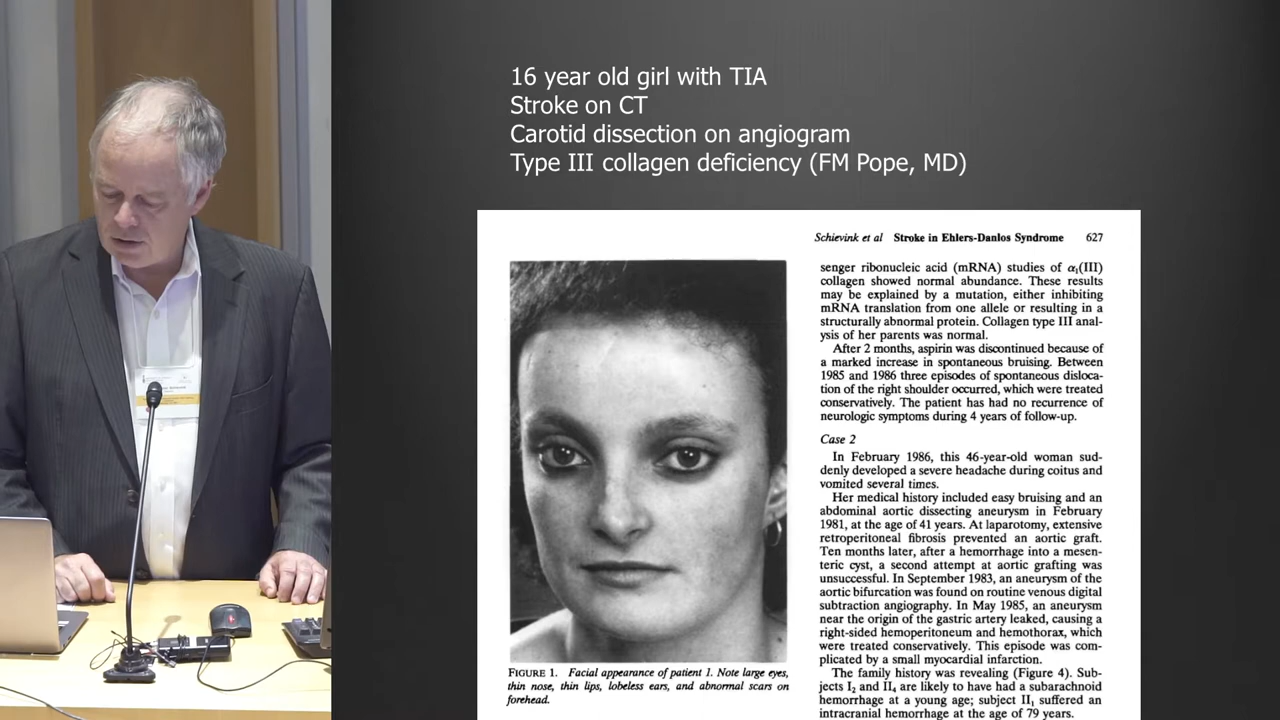 16 year old girl with TIA
Stroke on CT
Carotid dissection on angiogram
Type III collagen deficiency (FM Pope, MD)
Schievink et al Stroke in Ehlers-Danlos Syndrome 627
senger ribonucleic acid (mRNA) studies of α₁(III)
collagen showed normal abundance. These results
may be explained by a mutation, either inhibiting
mRNA translation from one allele or resulting in a
structurally abnormal protein. Collagen type III anal-
ysis of her parents was normal.
After 2 months, aspirin was discontinued because of
a marked increase in spontaneous bruising. Between
1985 and 1986 three episodes of spontaneous disloca-
tion of the right shoulder occurred, which were treated
conservatively. The patient has had no recurrence of
neurologic symptoms during 4 years of follow-up.
Case 2
In February 1986, this 46-year-old woman sud-
denly developed a severe headache during coitus and
vomited several times.
Her medical history included easy bruising and an
abdominal aortic dissecting aneurysm in February
1981, at the age of 41 years. At laparotomy, extensive
retroperitoneal fibrosis prevented an aortic graft.
Ten months later, after a hemorrhage into a mesen-
teric cyst, a second attempt at aortic grafting was
unsuccessful. In September 1983, an aneurysm of the
aortic bifurcation was found on routine venous digital
subtraction angiography. In May 1985, an aneurysm
near the origin of the gastric artery leaked, causing a
right-sided hemoperitoneum and hemothorax, which
were treated conservatively. This episode was com-
plicated by a small myocardial infarction.
The family history was revealing (Figure 4). Sub-
jects I₂ and II₄ are likely to have had a subarachnoid
hemorrhage at a young age; subject II₁ suffered an
intracranial hemorrhage at the age of 79 years.
FIGURE 1. Facial appearance of patient 1. Note large eyes,
thin nose, thin lips, lobeless ears, and abnormal scars on
forehead.